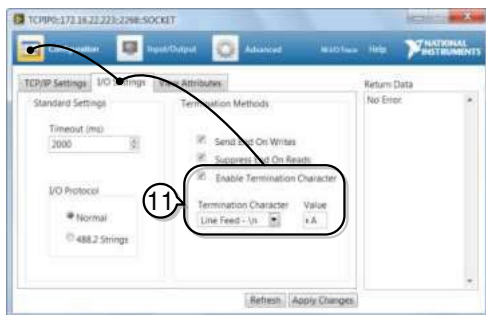 TCPIP0::172.16.22.223::2268::SOCKET
Configuration Input/Output Advanced NI I/O Trace Help NATIONAL INSTRUMENTS
TCP/IP Settings I/O Settings View Attributes Return Data
Standard Settings Termination Methods No Error
Timeout (ms)
2000
Send End On Writes
Suppress End On Reads
Enable Termination Character
I/O Protocol
Normal
488.2 Strings
11
Termination Character Value
Line Feed - \n xA
Refresh Apply Changes